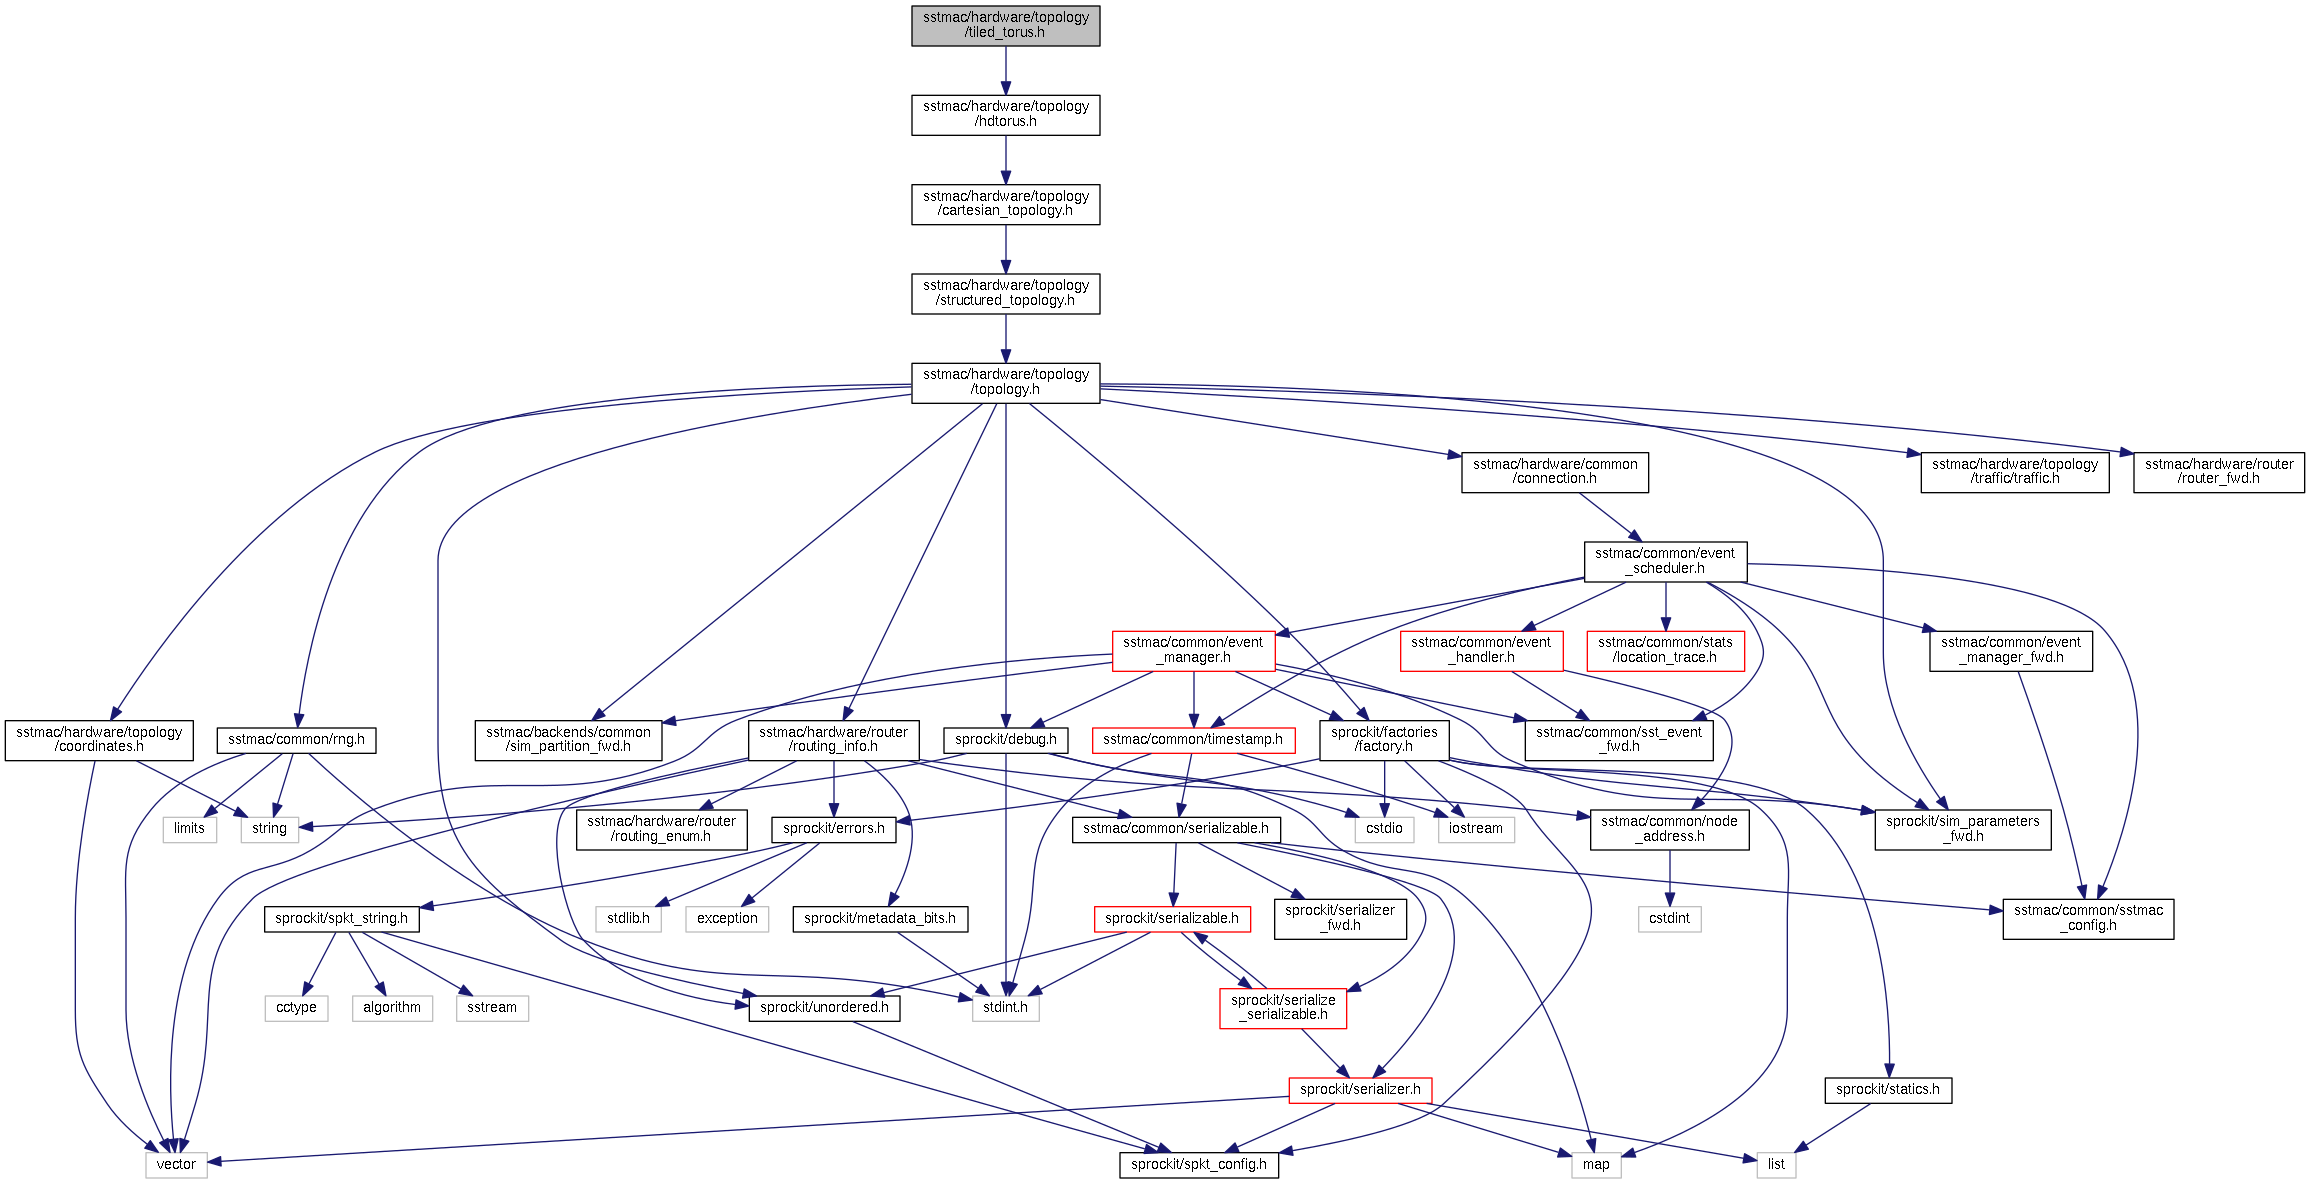 sstmac/hardware/topology
/tiled_torus.h
sstmac/hardware/topology
/hdtorus.h
sstmac/hardware/topology
/cartesian_topology.h
sstmac/hardware/topology
/structured_topology.h
sstmac/hardware/topology
/topology.h
sstmac/hardware/common
/connection.h
sstmac/hardware/topology
/traffic/traffic.h
sstmac/hardware/router
/router_fwd.h
sstmac/common/event
_scheduler.h
sstmac/common/event
_manager.h
sstmac/common/event
_handler.h
sstmac/common/stats
/location_trace.h
sstmac/common/event
_manager_fwd.h
sstmac/hardware/topology
/coordinates.h
sstmac/common/rng.h
sstmac/backends/common
/sim_partition_fwd.h
sstmac/hardware/router
/routing_info.h
sprockit/debug.h
sstmac/common/timestamp.h
sprockit/factories
/factory.h
sstmac/common/sst_event
_fwd.h
limits
string
sstmac/hardware/router
/routing_enum.h
sprockit/errors.h
sstmac/common/serializable.h
cstdio
iostream
sstmac/common/node
_address.h
sprockit/sim_parameters
_fwd.h
sprockit/spkt_string.h
stdlib.h
exception
sprockit/metadata_bits.h
sprockit/serializable.h
sprockit/serializer
_fwd.h
cstdint
sstmac/common/sstmac
_config.h
cctype
algorithm
sstream
sprockit/unordered.h
stdint.h
sprockit/serialize
_serializable.h
sprockit/serializer.h
sprockit/statics.h
vector
sprockit/spkt_config.h
map
list